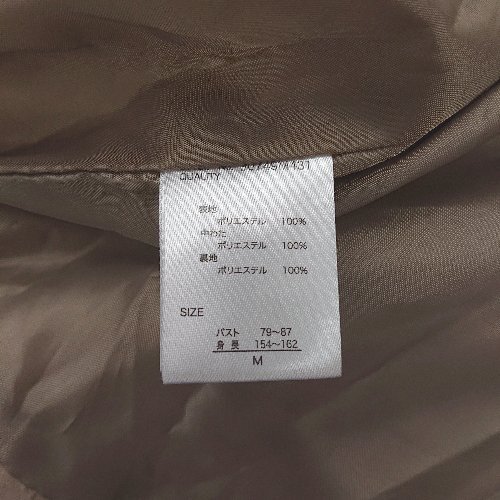 QUALITY
表地
ポリエステル 100%
中わた
ポリエステル 100%
裏地
ポリエステル 100%
SIZE
バスト 79~87
身長 154~162
M